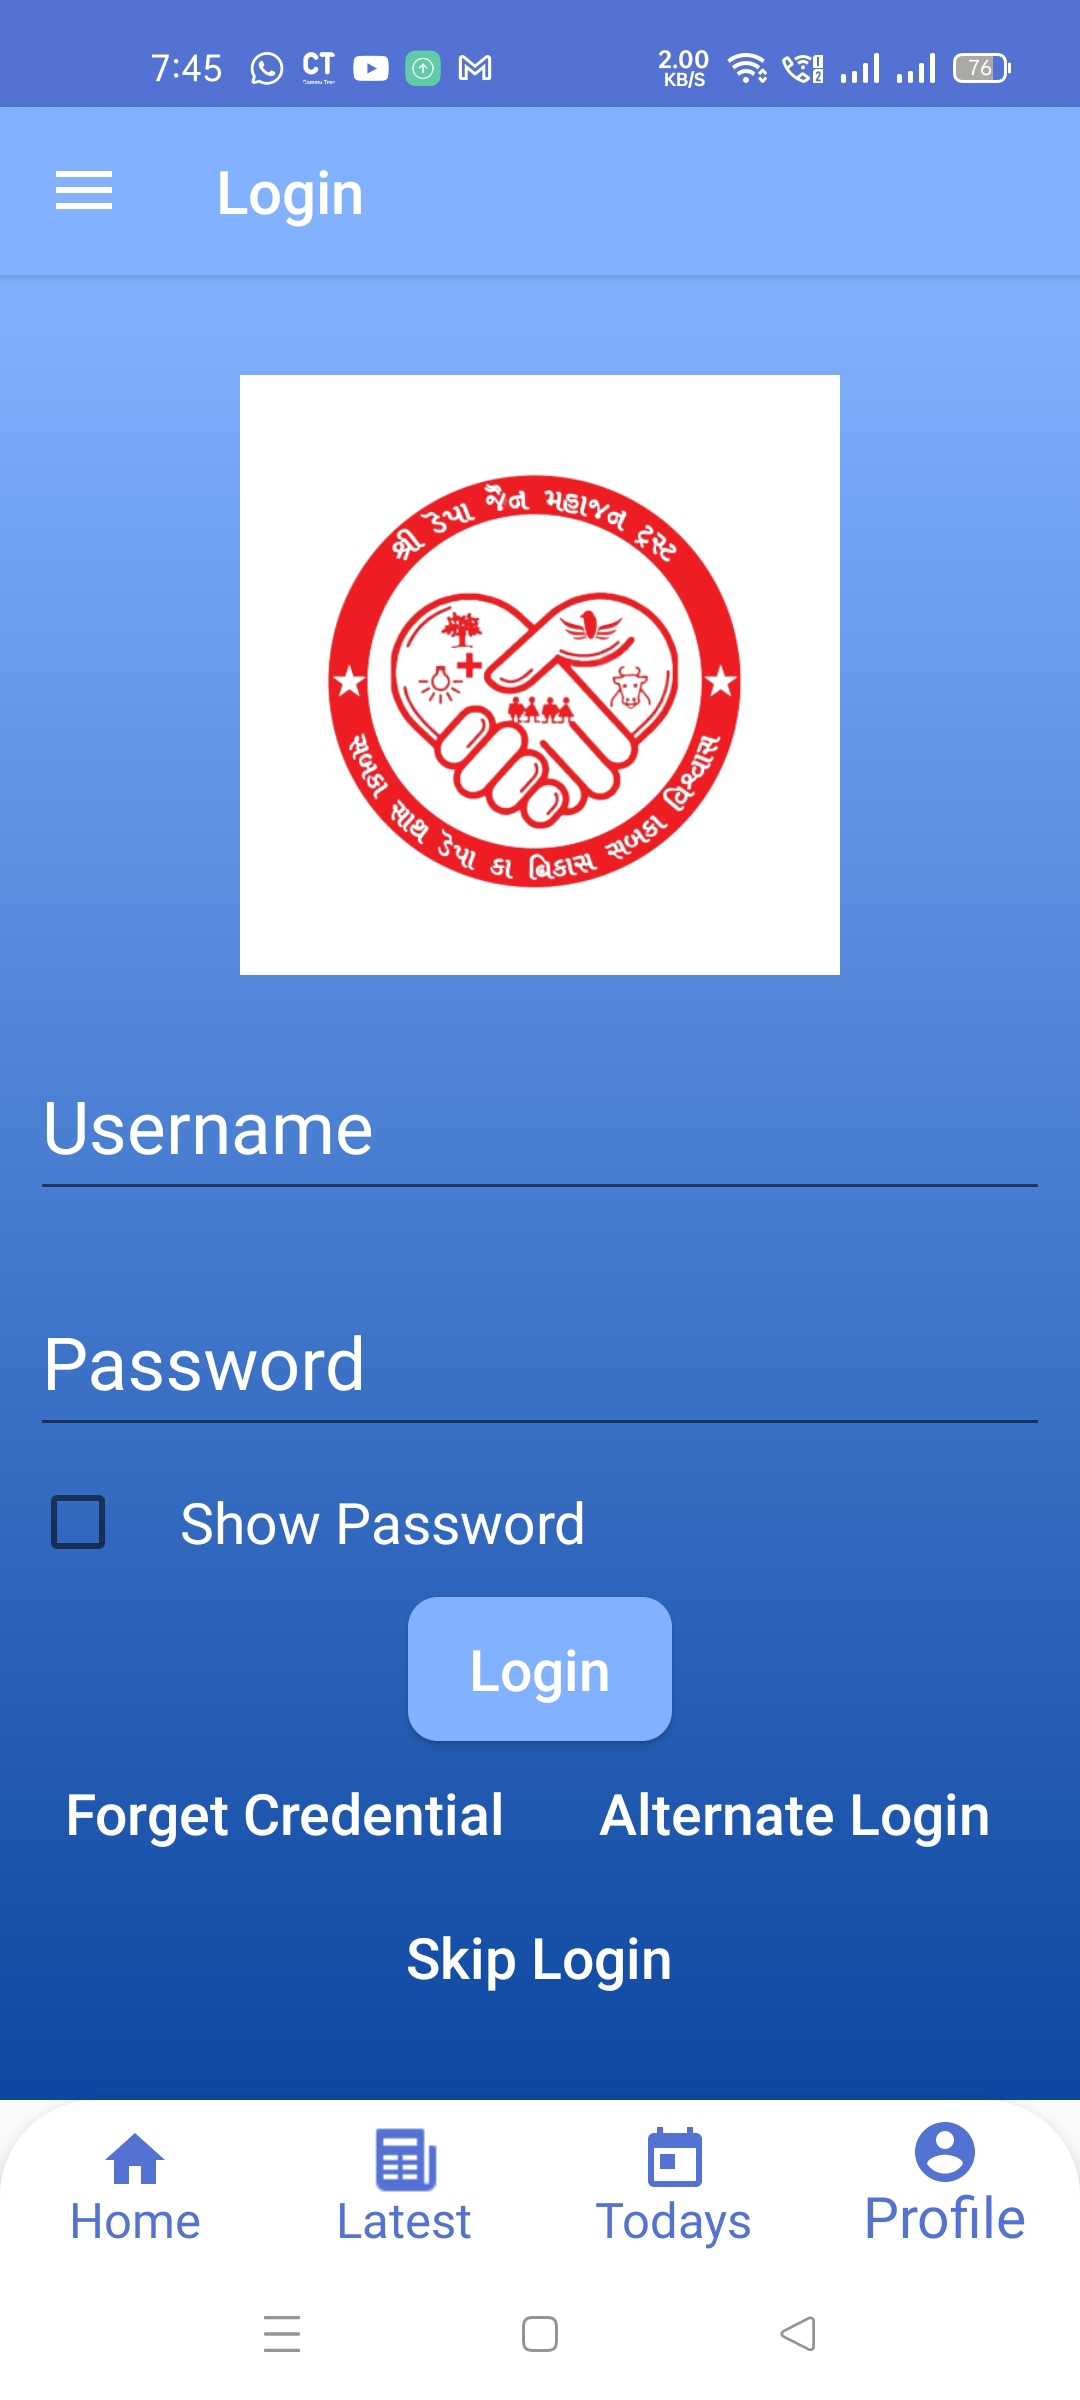 7:45 CT 2.00 KB/S 76
Login
શ્રી ડેપા જૈન મહાજન ટ્રસ્ટ
સબકા સાથ ડેપા કા વિકાસ સબકા વિશ્વાસ
Username
Password
Show Password
Login
Forget Credential Alternate Login
Skip Login
Home Latest Todays Profile